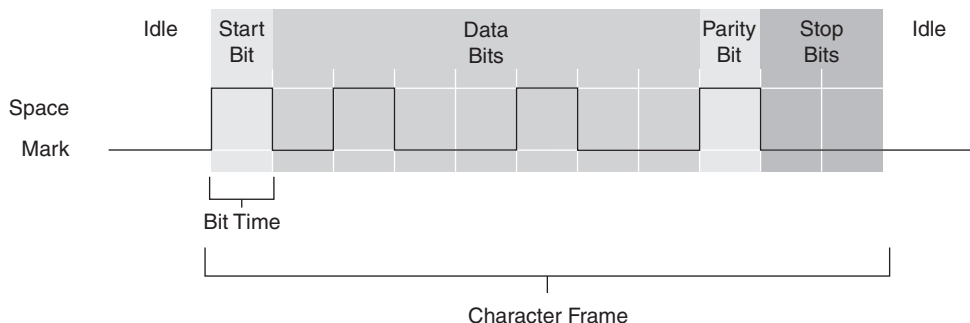 Idle
Start
Bit
Data
Bits
Parity
Bit
Stop
Bits
Idle
Space
Mark
Bit Time
Character Frame